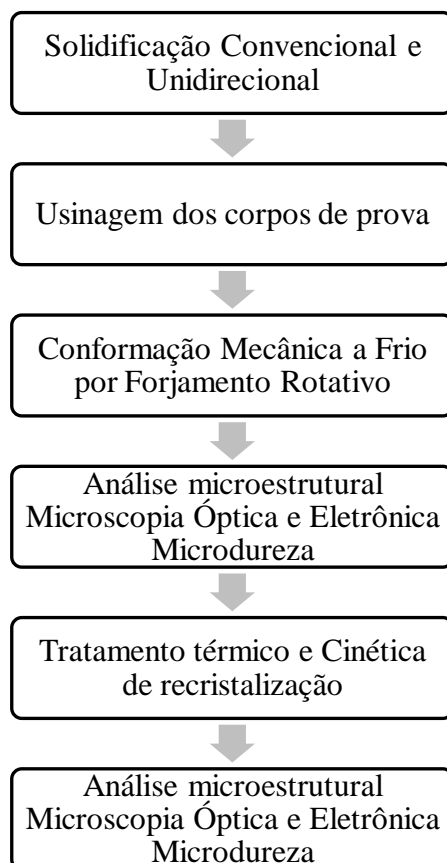 Solidificação Convencional e
Unidirecional
Usinagem dos corpos de prova
Conformação Mecânica a Frio
por Forjamento Rotativo
Análise microestrutural
Microscopia Óptica e Eletrônica
Microdureza
Tratamento térmico e Cinética
de recristalização
Análise microestrutural
Microscopia Óptica e Eletrônica
Microdureza